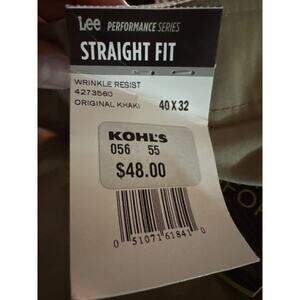 Lee PERFORMANCE SERIES
STRAIGHT FIT
WRINKLE RESIST
4273560
ORIGINAL KHAKI 40 X 32
KOHL'S
056 55
$48.00
0 51071 61841 0